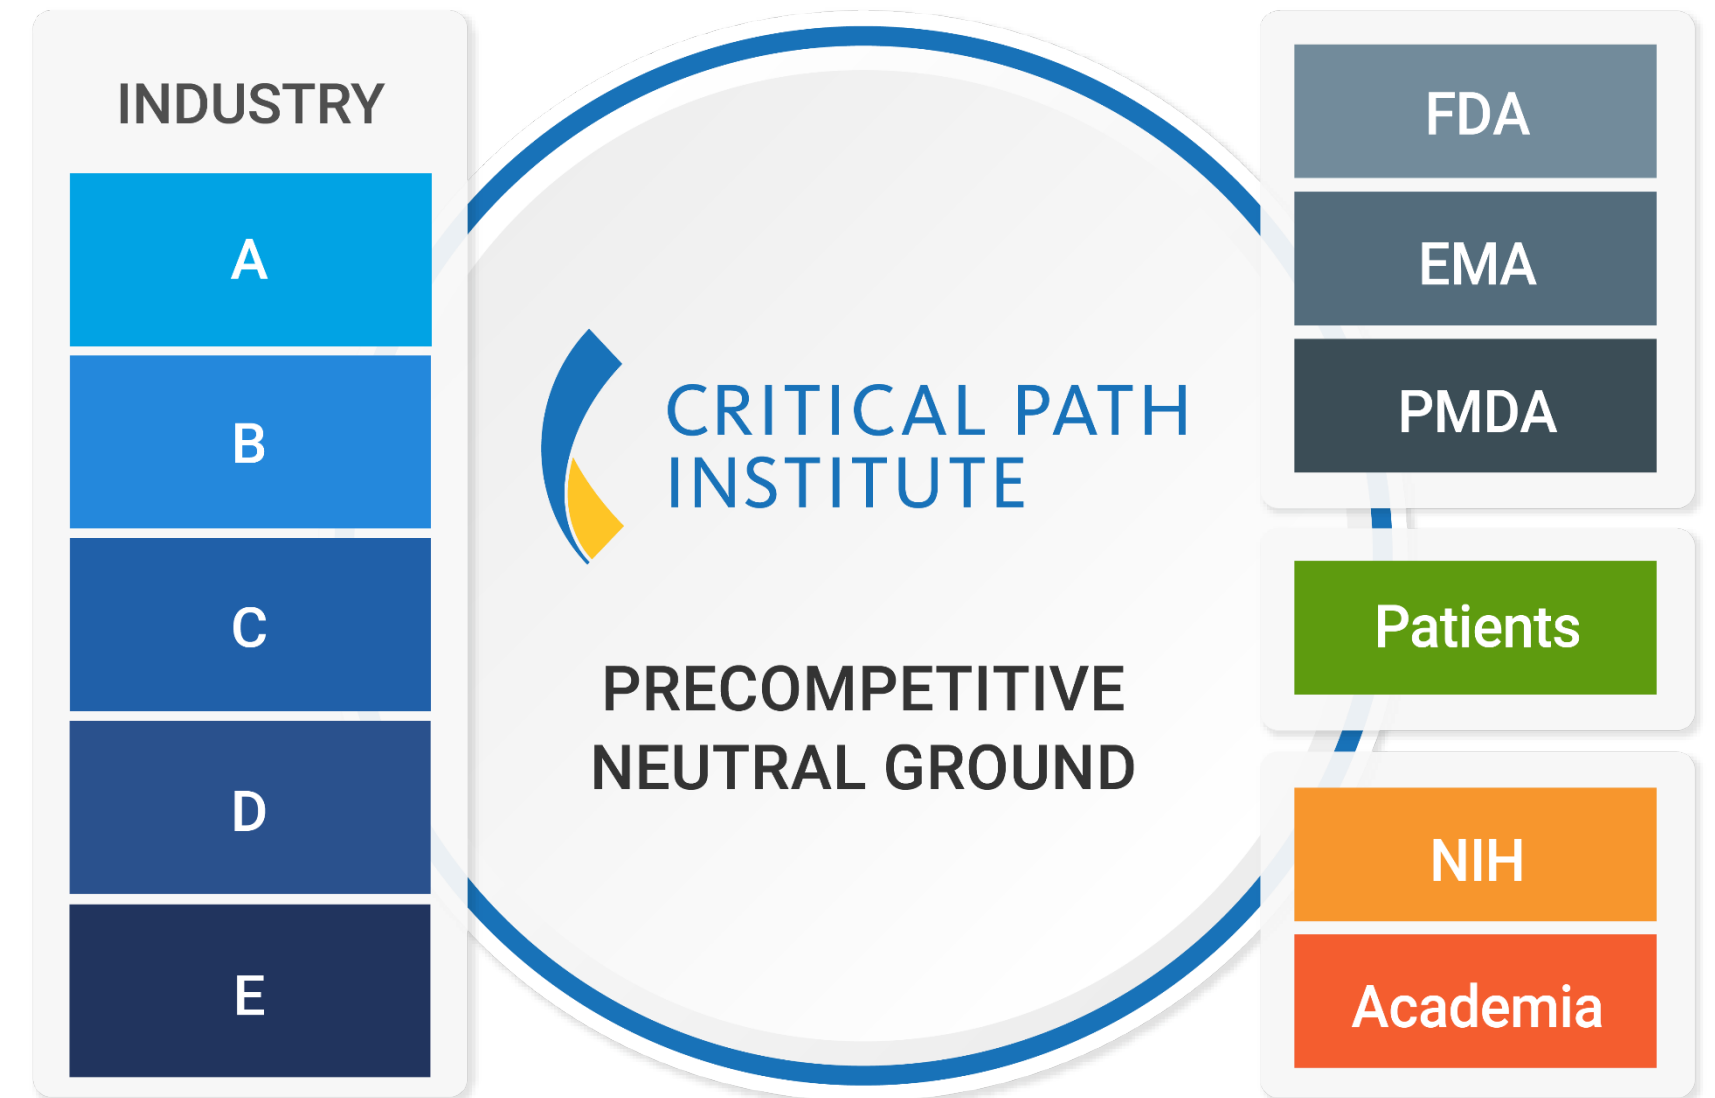 INDUSTRY
A
B
C
D
E
CRITICAL PATH
INSTITUTE
PRECOMPETITIVE
NEUTRAL GROUND
FDA
EMA
PMDA
Patients
NIH
Academia